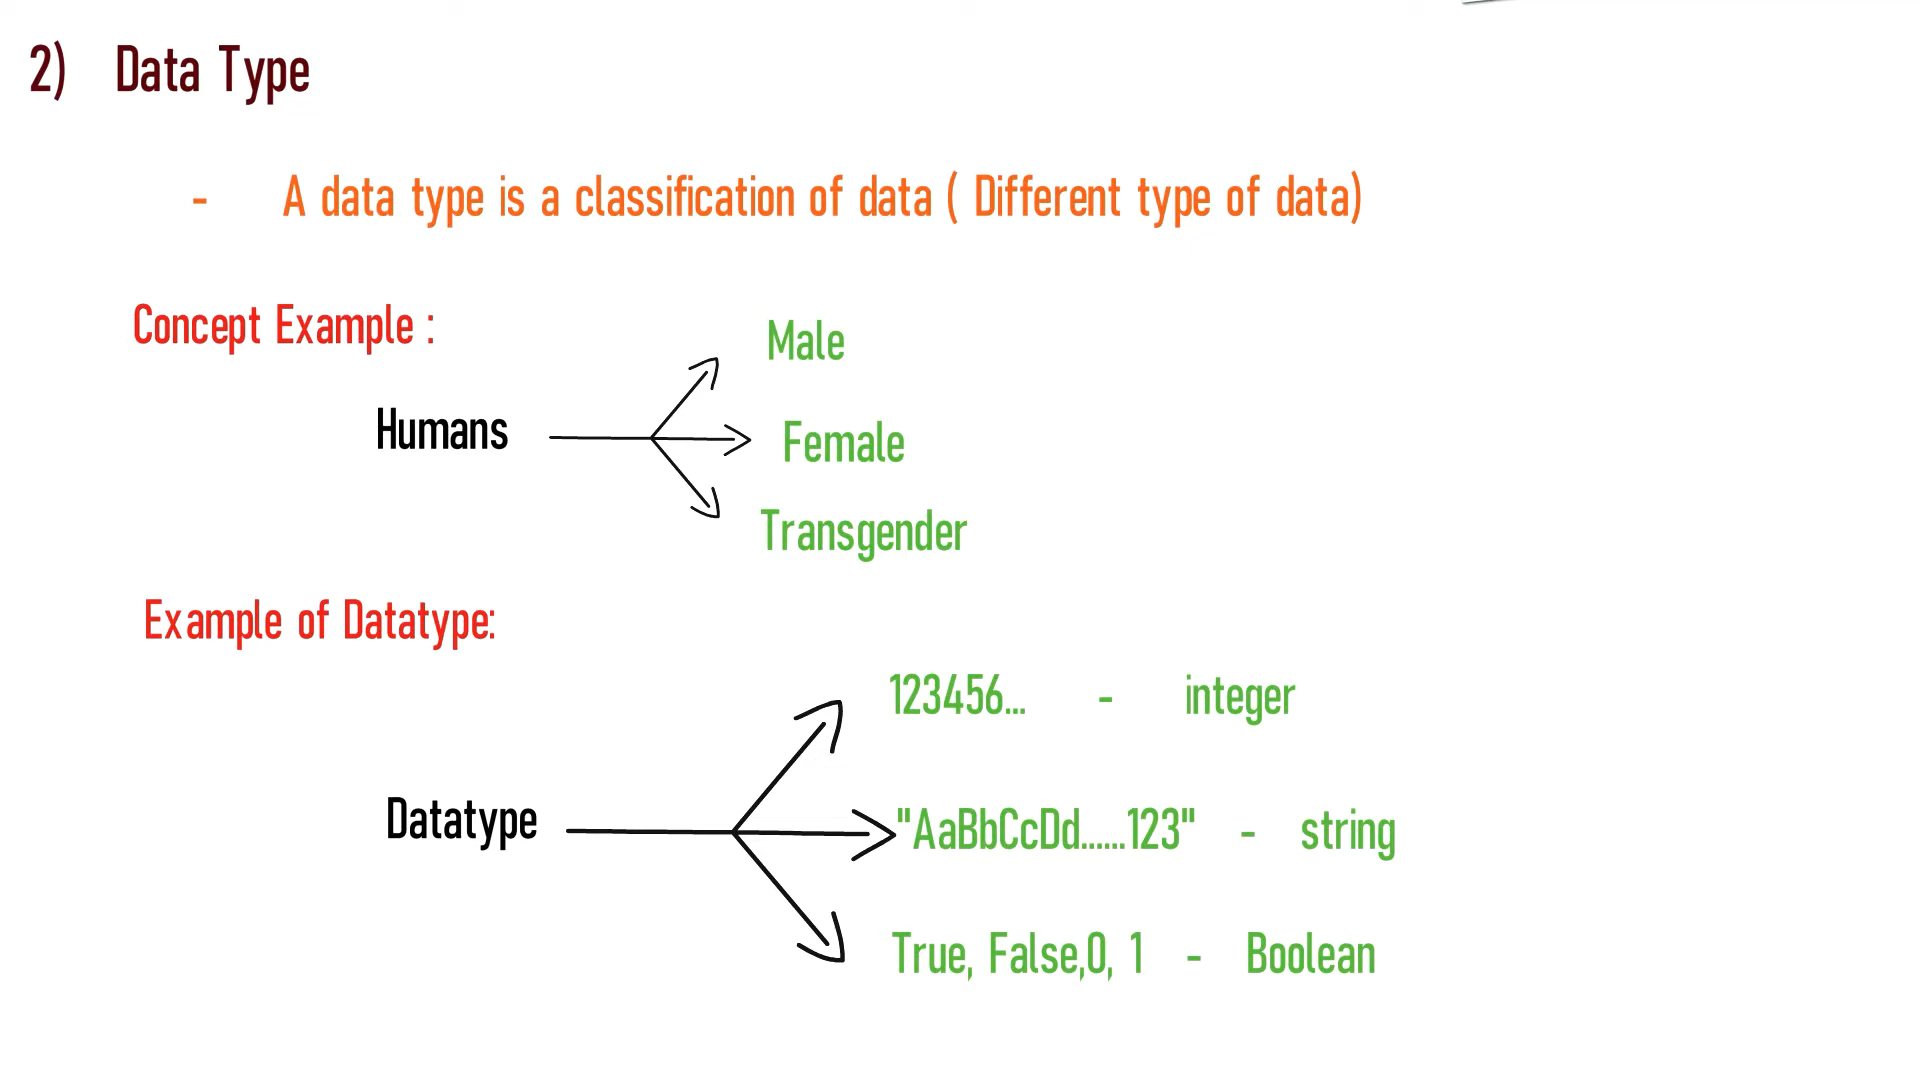 2) Data Type
- A data type is a classification of data ( Different type of data)
Concept Example :
Male
Humans
Female
Transgender
Example of Datatype:
123456... - integer
Datatype
"AaBbCcDd......123" - string
True, False,0, 1 - Boolean